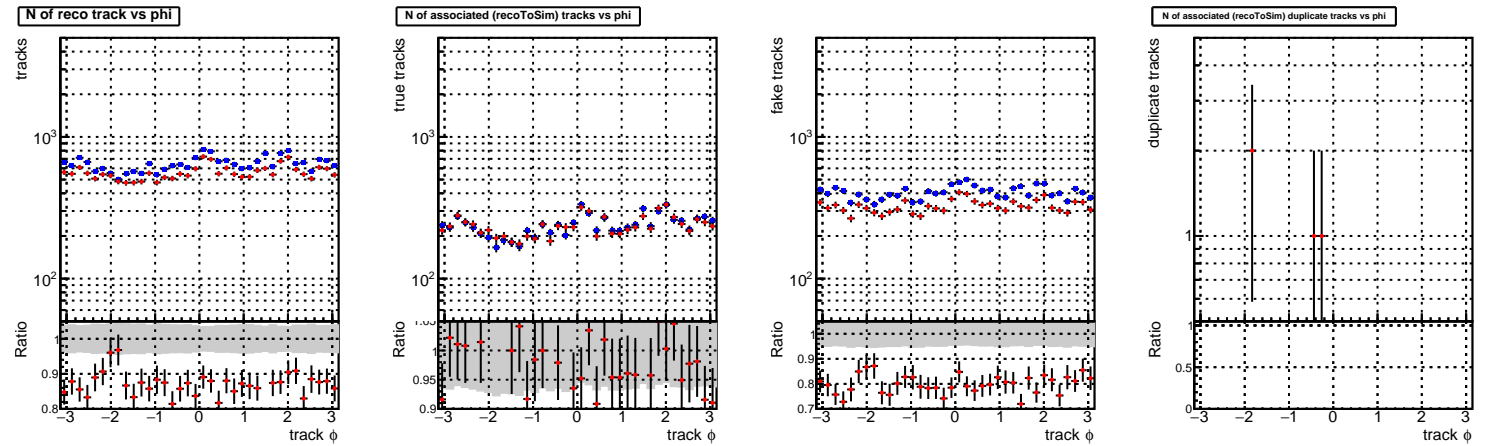 N of reco track vs phi
tracks
10³
10²
Ratio
1
0.9
0.8
−3 −2 −1 0 1 2 3
track ϕ
N of associated (recoToSim) tracks vs phi
true tracks
10³
10²
Ratio
1
0.95
0.9
−3 −2 −1 0 1 2 3
track ϕ
fake tracks
10³
10²
Ratio
1
0.9
0.8
0.7
−3 −2 −1 0 1 2 3
track ϕ
N of associated (recoToSim) duplicate tracks vs phi
duplicate tracks
1
Ratio
1
0.5
0
−3 −2 −1 0 1 2 3
track ϕ